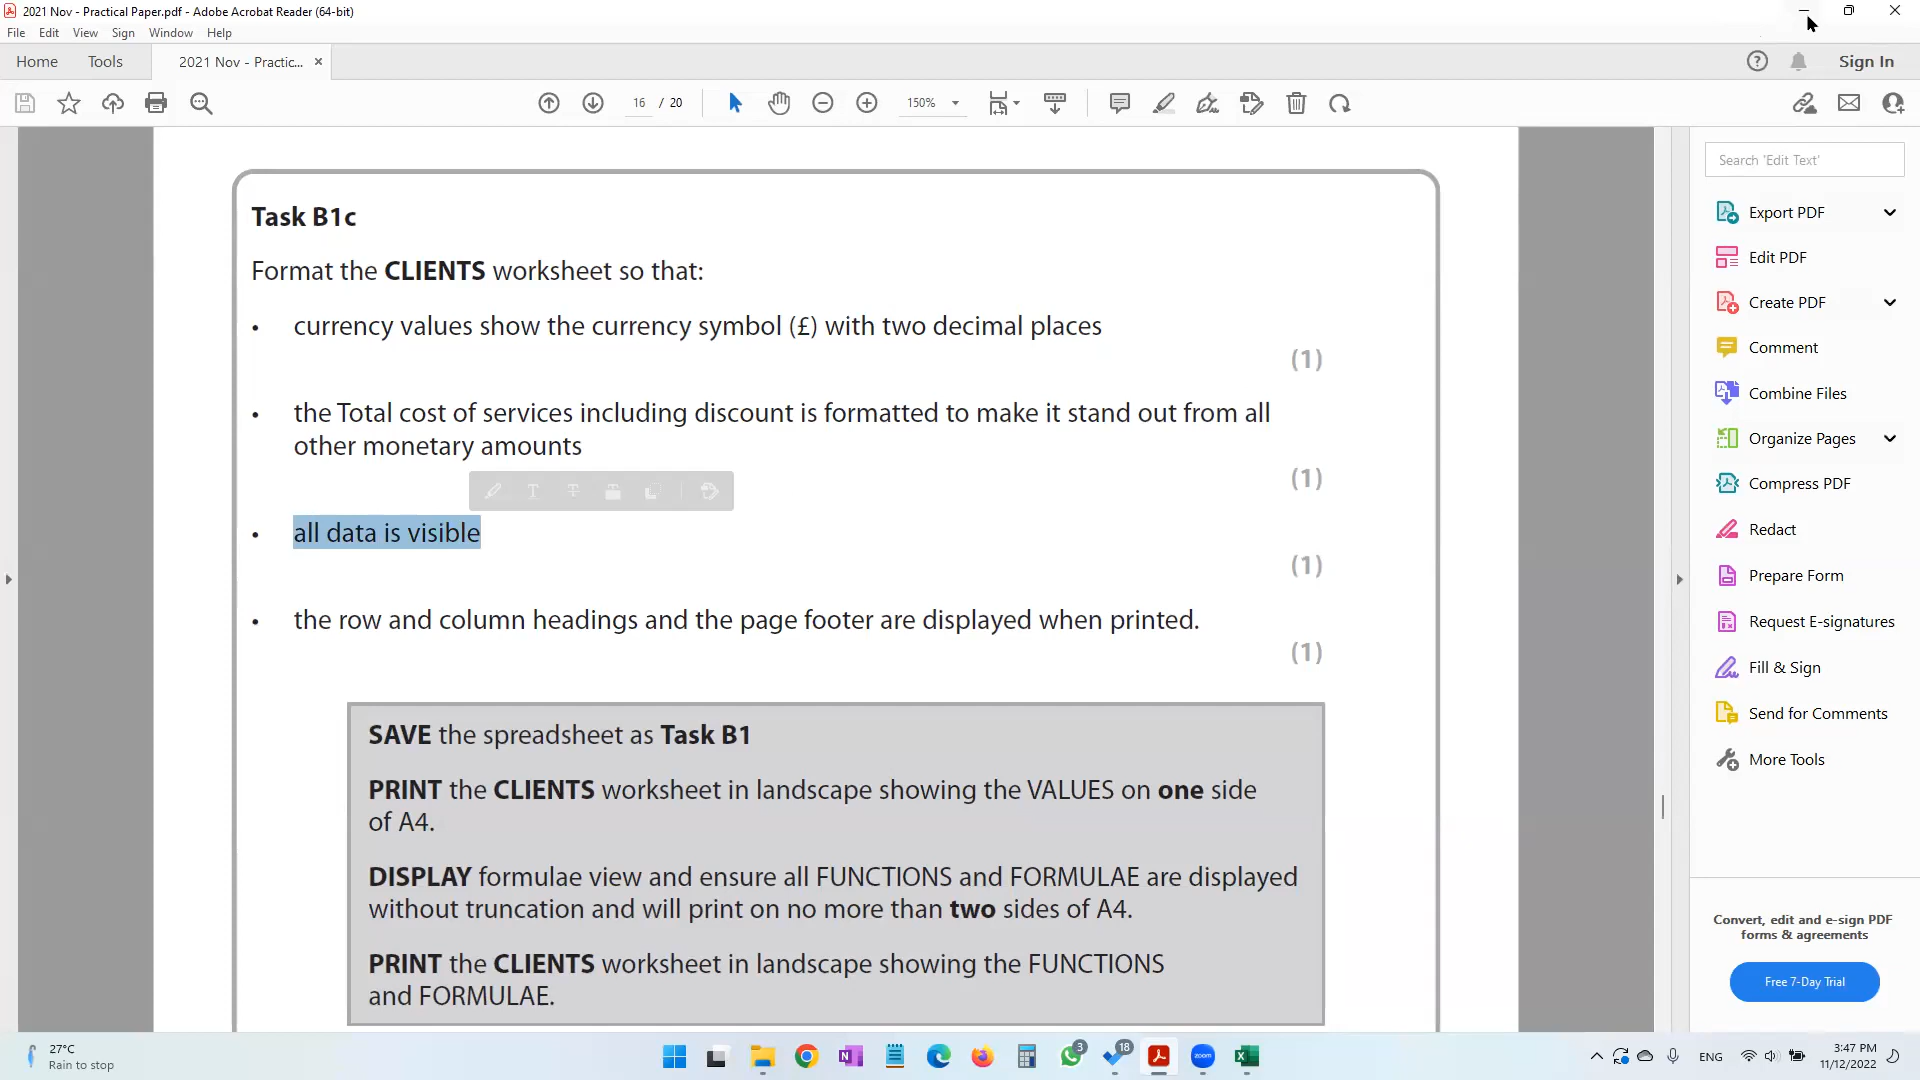 2021 Nov - Practical Paper.pdf - Adobe Acrobat Reader (64-bit)
File Edit View Sign Window Help
Home Tools 2021 Nov - Practic... × Sign In
16 / 20 150%
Search 'Edit Text'
Task B1c
Format the CLIENTS worksheet so that:
• currency values show the currency symbol (£) with two decimal places
(1)
• the Total cost of services including discount is formatted to make it stand out from all
other monetary amounts
(1)
• all data is visible
(1)
• the row and column headings and the page footer are displayed when printed.
(1)
SAVE the spreadsheet as Task B1
PRINT the CLIENTS worksheet in landscape showing the VALUES on one side
of A4.
DISPLAY formulae view and ensure all FUNCTIONS and FORMULAE are displayed
without truncation and will print on no more than two sides of A4.
PRINT the CLIENTS worksheet in landscape showing the FUNCTIONS
and FORMULAE.
Export PDF
Edit PDF
Create PDF
Comment
Combine Files
Organize Pages
Compress PDF
Redact
Prepare Form
Request E-signatures
Fill & Sign
Send for Comments
More Tools
Convert, edit and e-sign PDF
forms & agreements
Free 7-Day Trial
27°C
Rain to stop
3
18
zoom
ENG
3:47 PM
11/12/2022